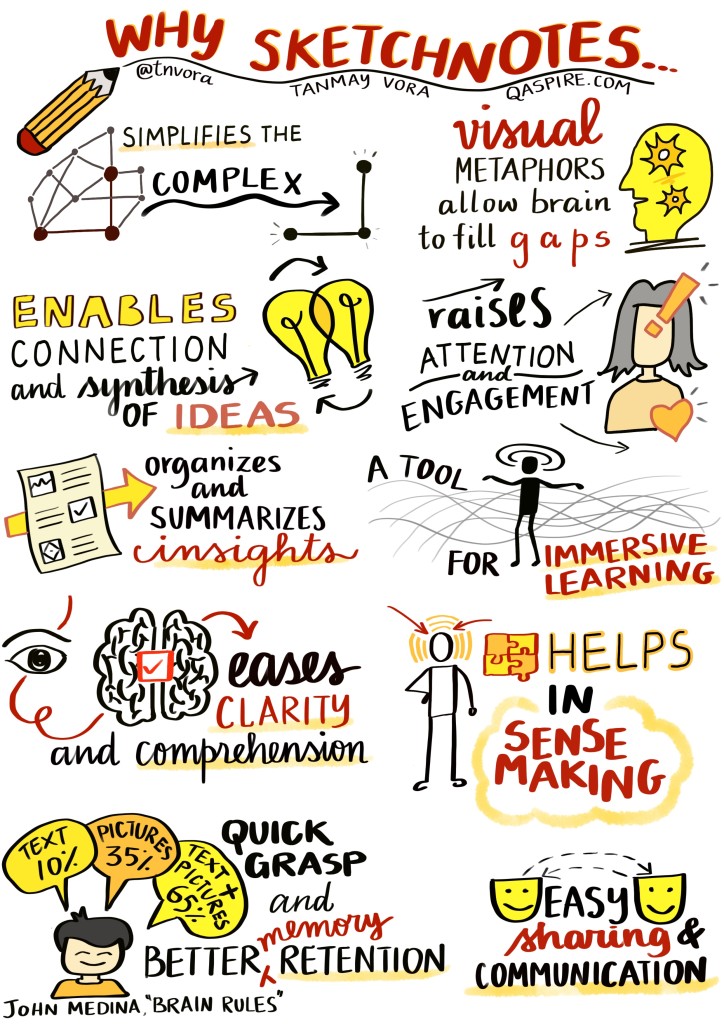 WHY SKETCHNOTES...
@tnvora
TANMAY VORA
QASPIRE.COM
SIMPLIFIES THE
COMPLEX
visual
METAPHORS
allow brain
to fill gaps
ENABLES
CONNECTION
and synthesis
OF IDEAS
raises
ATTENTION
and
ENGAGEMENT
organizes
and
SUMMARIZES
insights
A TOOL
FOR IMMERSIVE
LEARNING
eases
CLARITY
and comprehension
HELPS
IN
SENSE
MAKING
TEXT
10%
PICTURES
35%
TEXT +
PICTURES
65%
QUICK
GRASP
and
memory
BETTER RETENTION
JOHN MEDINA, "BRAIN RULES"
EASY
sharing &
COMMUNICATION